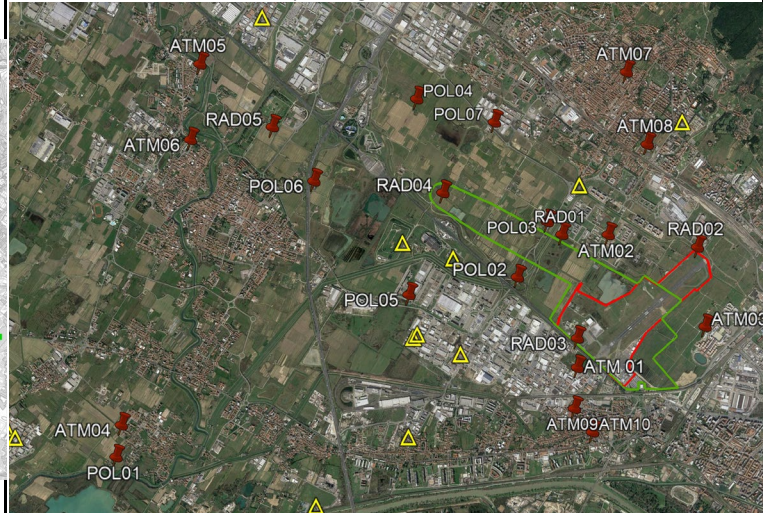 ATM05
ATM07
POL04
RAD05
POL07
ATM08
ATM06
POL06
RAD04
RAD01
POL03
RAD02
ATM02
POL02
POL05
ATM03
RAD03
ATM 01
ATM09
ATM10
ATM04
POL01